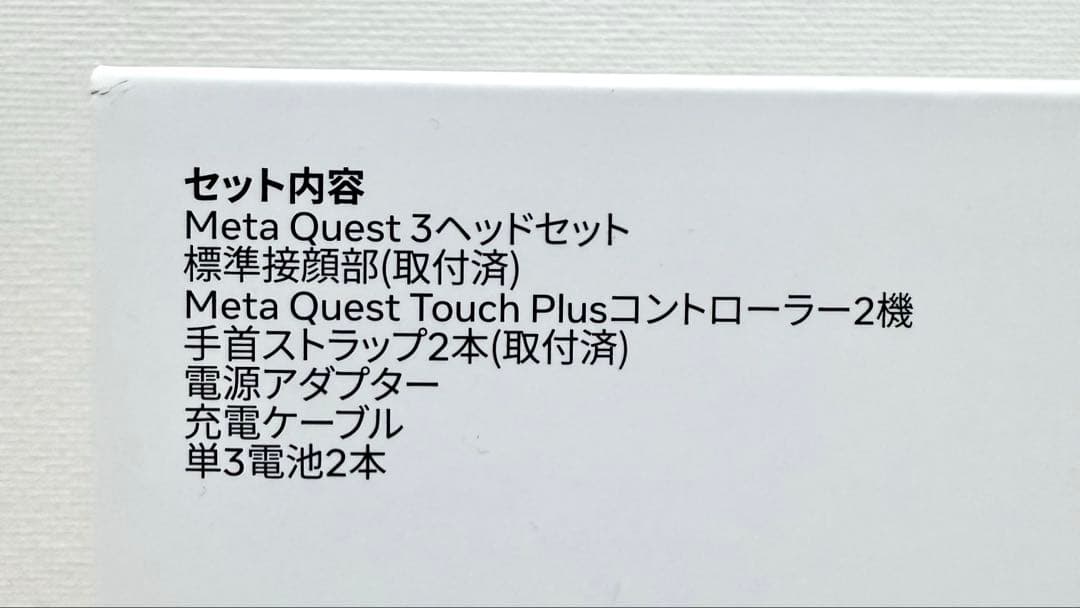 セット内容
Meta Quest 3ヘッドセット
標準接顔部(取付済)
Meta Quest Touch Plusコントローラー2機
手首ストラップ2本(取付済)
電源アダプター
充電ケーブル
単3電池2本